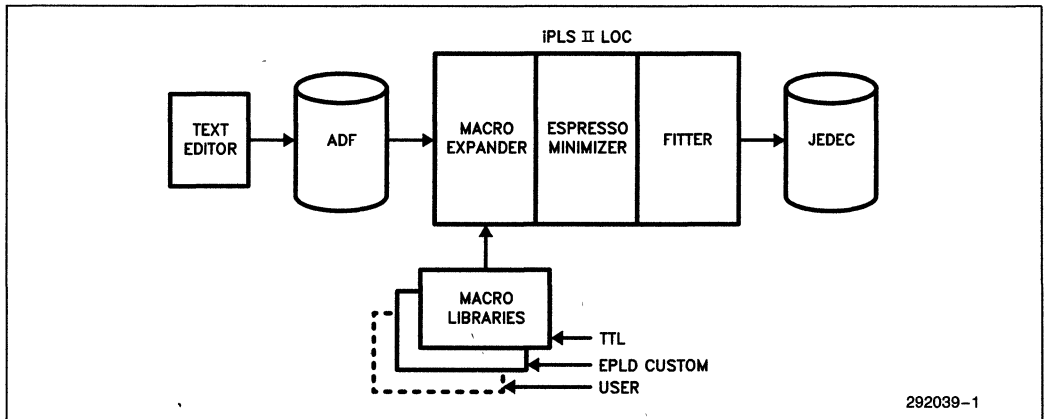 iPLS II LOC
TEXT
EDITOR
ADF
MACRO
EXPANDER
ESPRESSO
MINIMIZER
FITTER
JEDEC
MACRO
LIBRARIES
TTL
EPLD CUSTOM
USER
292039-1